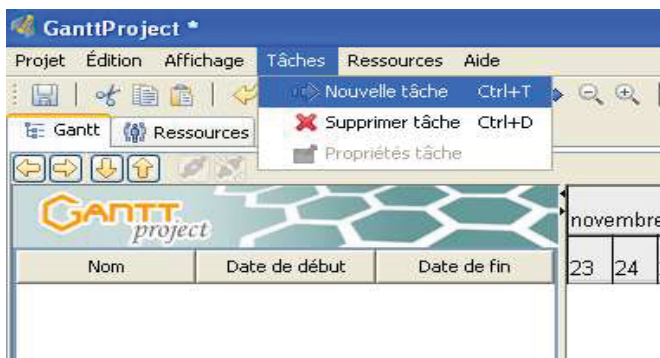 GanttProject *
Projet Édition Affichage Tâches Ressources Aide
Nouvelle tâche Ctrl+T
Gantt Ressources
Supprimer tâche Ctrl+D
Propriétés tâche
GANTT
project
novembre
Nom Date de début Date de fin
23 24